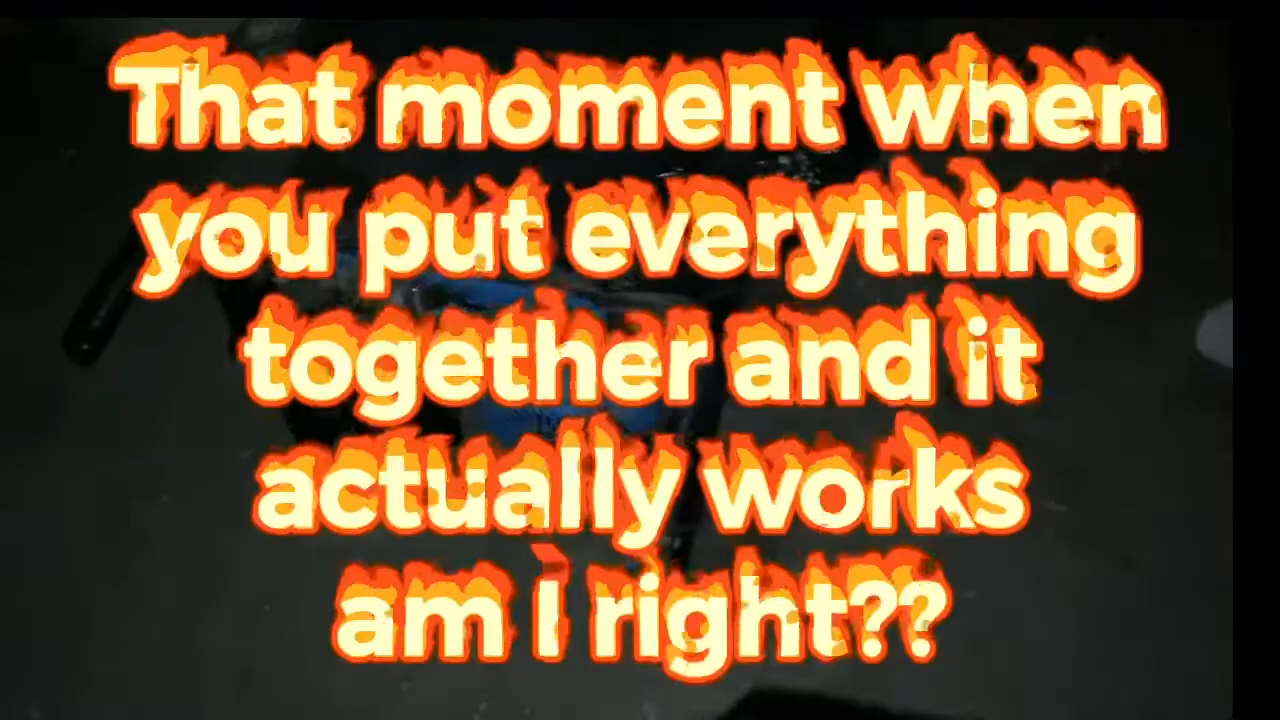 That moment when
you put everything
together and it
actually works
am I right??